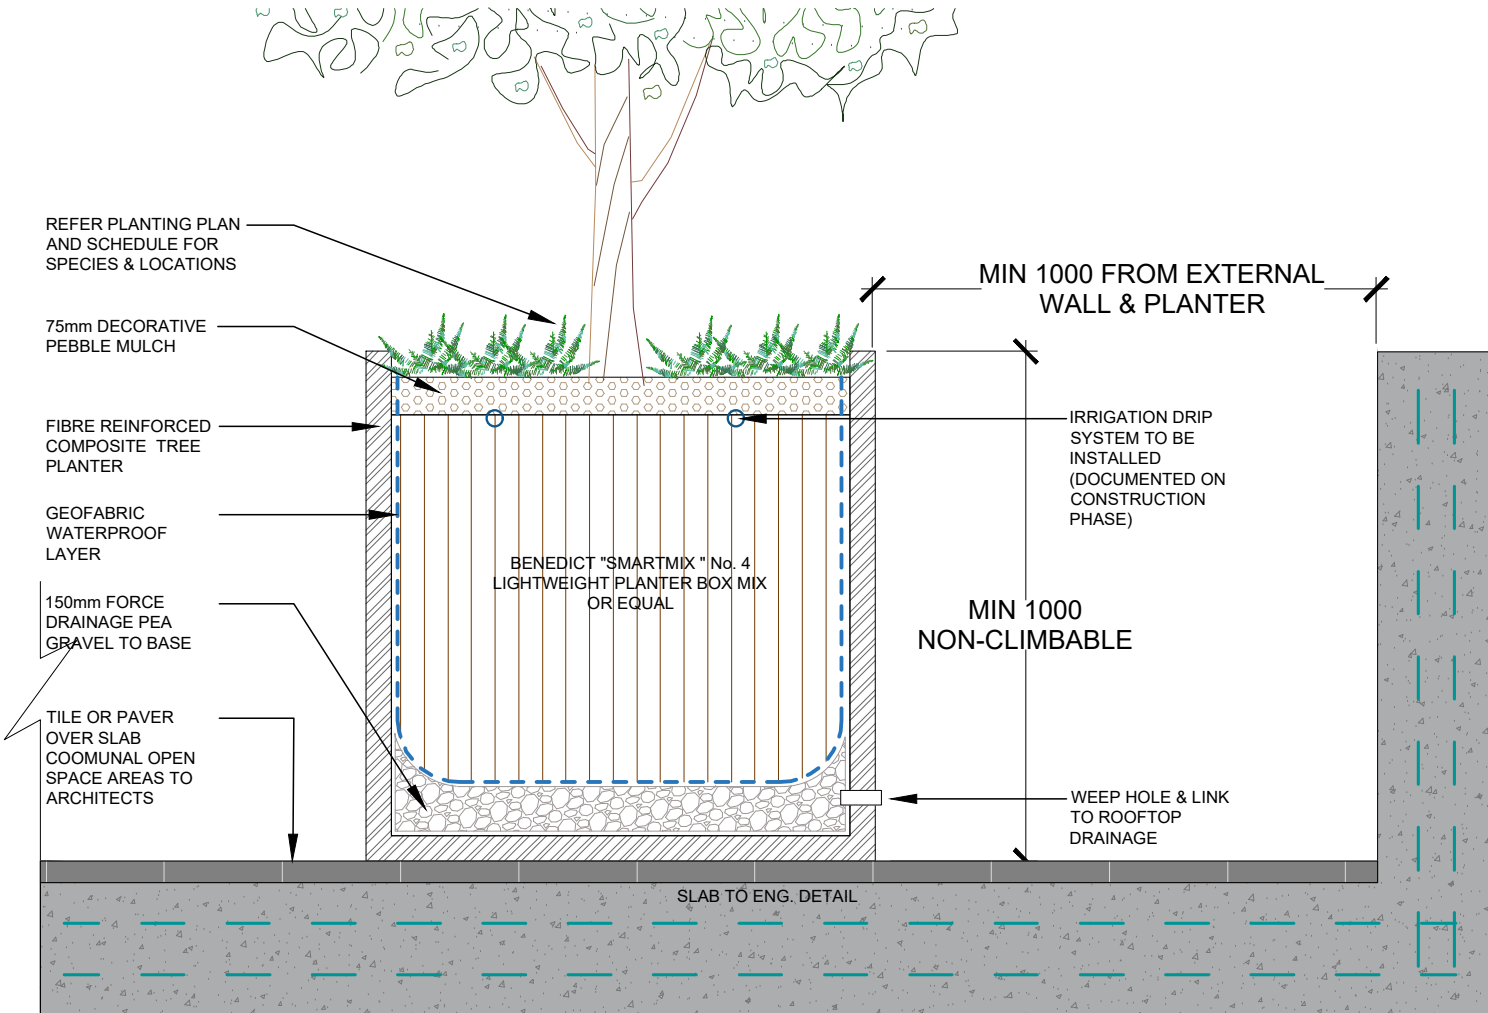 REFER PLANTING PLAN
AND SCHEDULE FOR
SPECIES & LOCATIONS
75mm DECORATIVE
PEBBLE MULCH
FIBRE REINFORCED
COMPOSITE TREE
PLANTER
GEOFABRIC
WATERPROOF
LAYER
150mm FORCE
DRAINAGE PEA
GRAVEL TO BASE
TILE OR PAVER
OVER SLAB
COOMUNAL OPEN
SPACE AREAS TO
ARCHITECTS
BENEDICT "SMARTMIX " No. 4
LIGHTWEIGHT PLANTER BOX MIX
OR EQUAL
MIN 1000 FROM EXTERNAL
WALL & PLANTER
IRRIGATION DRIP
SYSTEM TO BE
INSTALLED
(DOCUMENTED ON
CONSTRUCTION
PHASE)
MIN 1000
NON-CLIMBABLE
WEEP HOLE & LINK
TO ROOFTOP
DRAINAGE
SLAB TO ENG. DETAIL